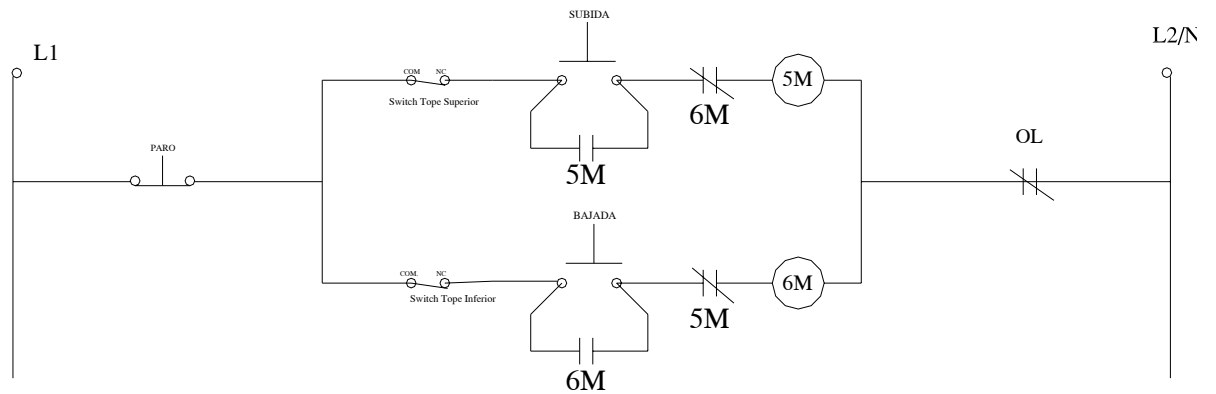 SUBIDA
L1
L2/N
COM NC
5M
Switch Tope Superior
6M
OL
PARO
5M
BAJADA
COM. NC
6M
Switch Tope Inferior
5M
6M